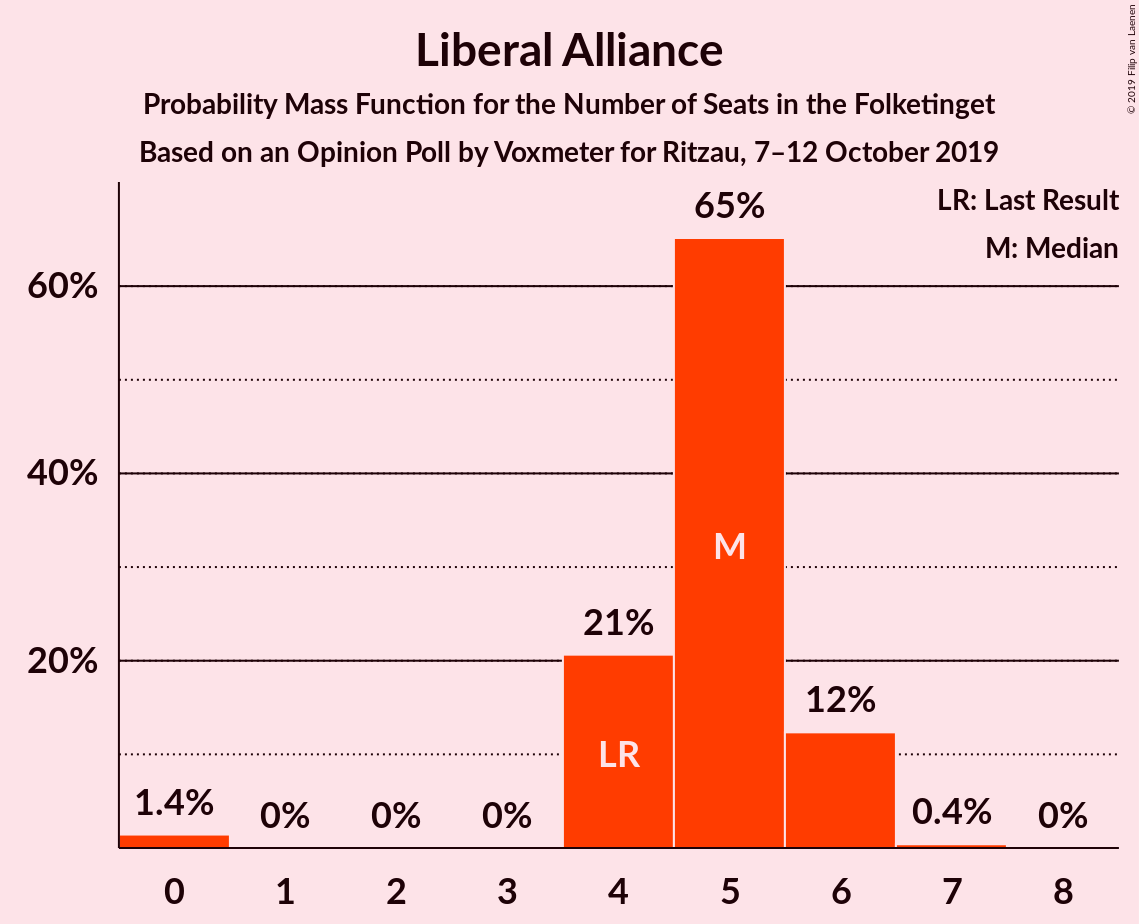 Liberal Alliance
Probability Mass Function for the Number of Seats in the Folketinget
Based on an Opinion Poll by Voxmeter for Ritzau, 7–12 October 2019
© 2019 Filip van Laenen
LR: Last Result
M: Median
65%
60%
40%
M
21%
20%
12%
LR
1.4%
0%
0%
0%
0.4%
0%
0 1 2 3 4 5 6 7 8